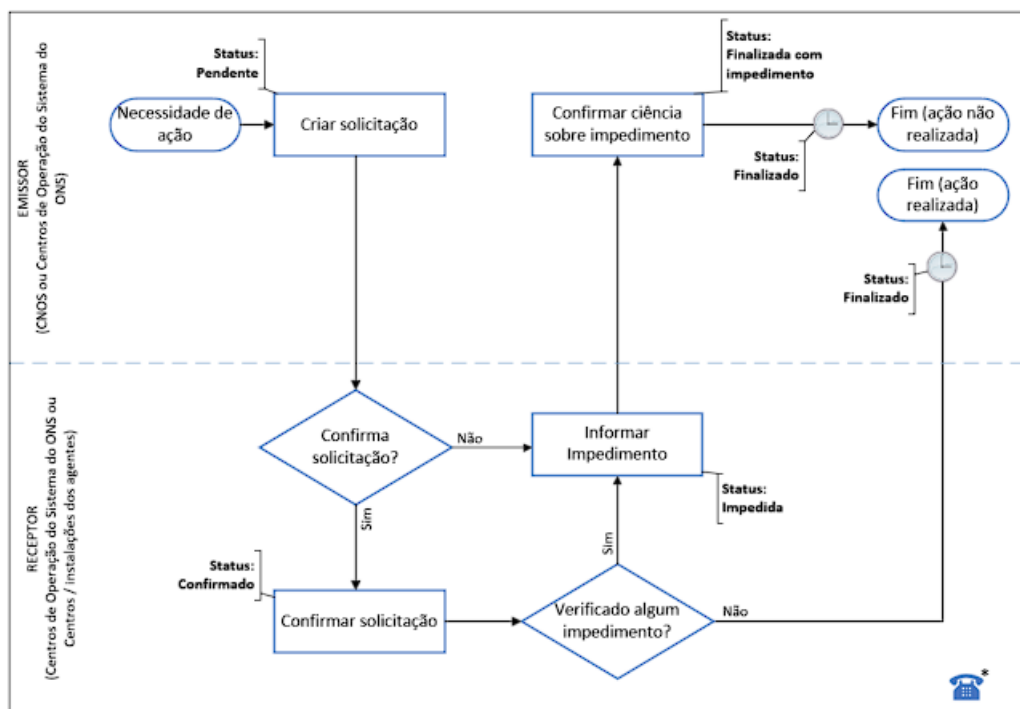 EMISSOR
(CNOS ou Centros de Operação do Sistema do
ONS)
Status:
Pendente
Necessidade de
ação
Criar solicitação
Status:
Finalizada com
impedimento
Confirmar ciência
sobre impedimento
Status:
Finalizado
Fim (ação não
realizada)
Fim (ação
realizada)
Status:
Finalizado
RECEPTOR
(Centros de Operação do Sistema do ONS ou
Centros / instalações dos agentes)
Confirma
solicitação?
Não
Informar
Impedimento
Status:
Impedida
Sim
Status:
Confirmado
Confirmar solicitação
Sim
Verificado algum
impedimento?
Não
*